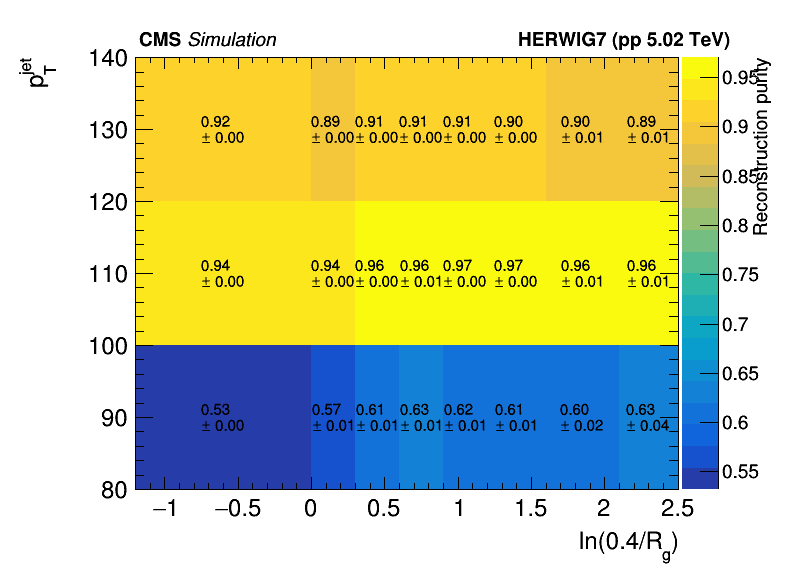 CMS Simulation HERWIG7 (pp 5.02 TeV)
p_T^jet
Reconstruction purity
140
130
120
110
100
90
80
0.92 0.89 0.91 0.91 0.91 0.90 0.90 0.89
± 0.00 ± 0.00 ± 0.00 ± 0.00 ± 0.00 ± 0.00 ± 0.01 ± 0.01
0.94 0.94 0.96 0.96 0.97 0.97 0.96 0.96
± 0.00 ± 0.00 ± 0.00 ± 0.01 ± 0.00 ± 0.00 ± 0.01 ± 0.01
0.53 0.57 0.61 0.63 0.62 0.61 0.60 0.63
± 0.00 ± 0.01 ± 0.01 ± 0.01 ± 0.01 ± 0.01 ± 0.02 ± 0.04
0.95
0.9
0.85
0.8
0.75
0.7
0.65
0.6
0.55
−1 −0.5 0 0.5 1 1.5 2 2.5
ln(0.4/R_g)